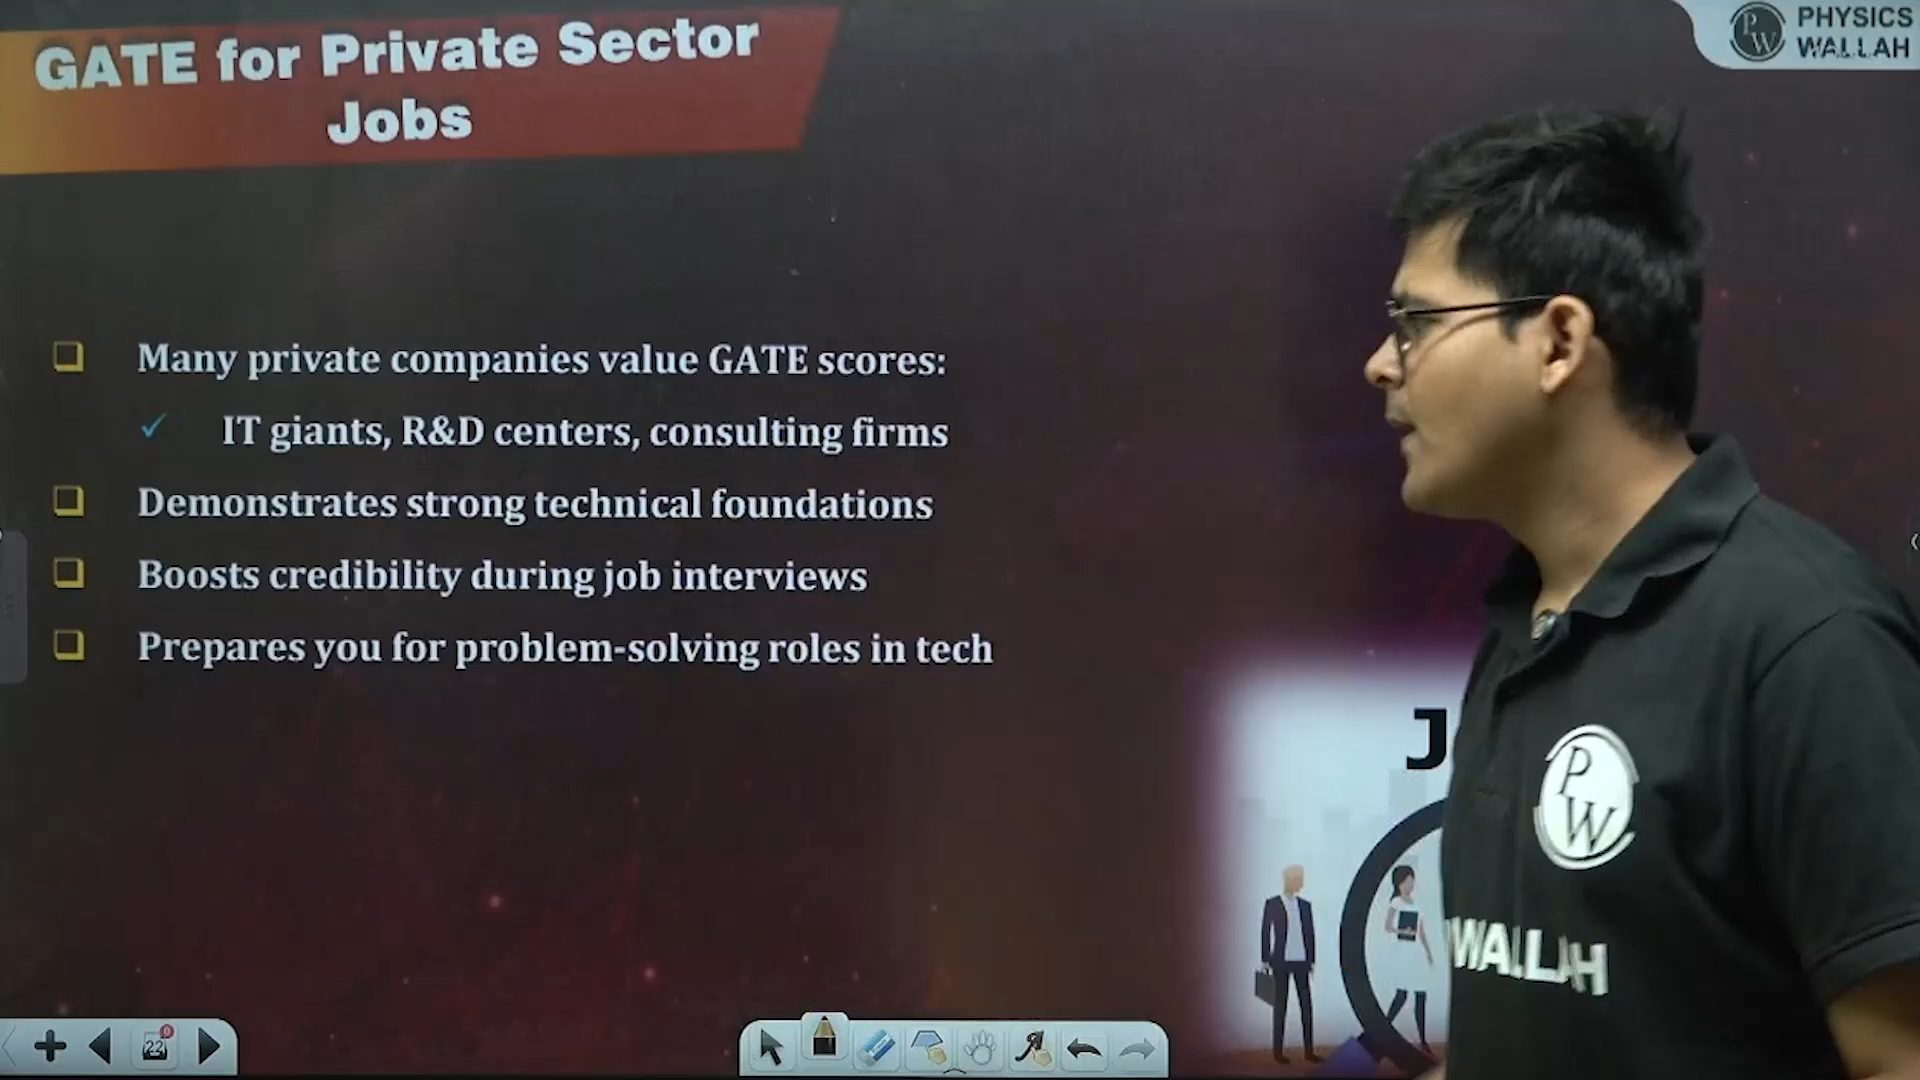 GATE for Private Sector
Jobs
PHYSICS
WALLAH
Many private companies value GATE scores:
IT giants, R&D centers, consulting firms
Demonstrates strong technical foundations
Boosts credibility during job interviews
Prepares you for problem-solving roles in tech
J
P
W
WALLAH
22
0